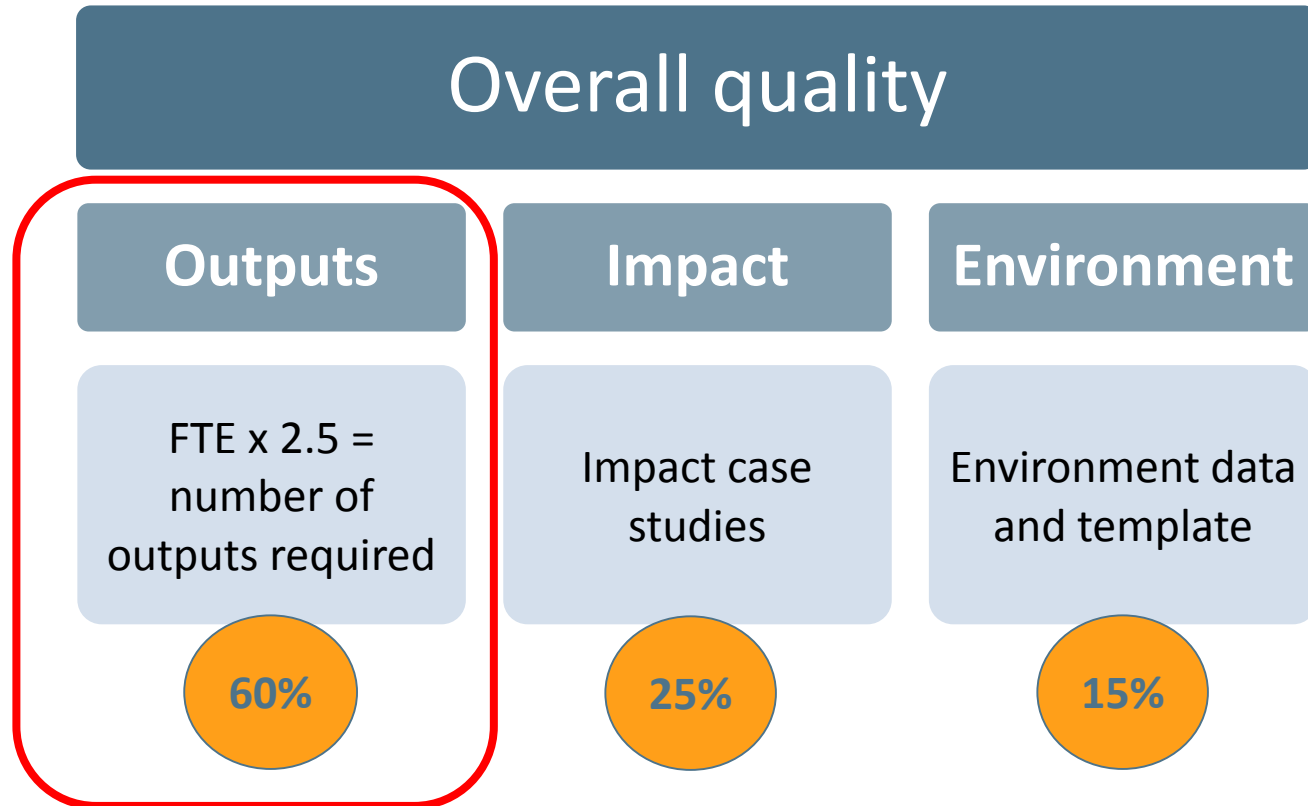 Overall quality
Outputs
Impact
Environment
FTE x 2.5 =
number of
outputs required
Impact case
studies
Environment data
and template
60%
25%
15%